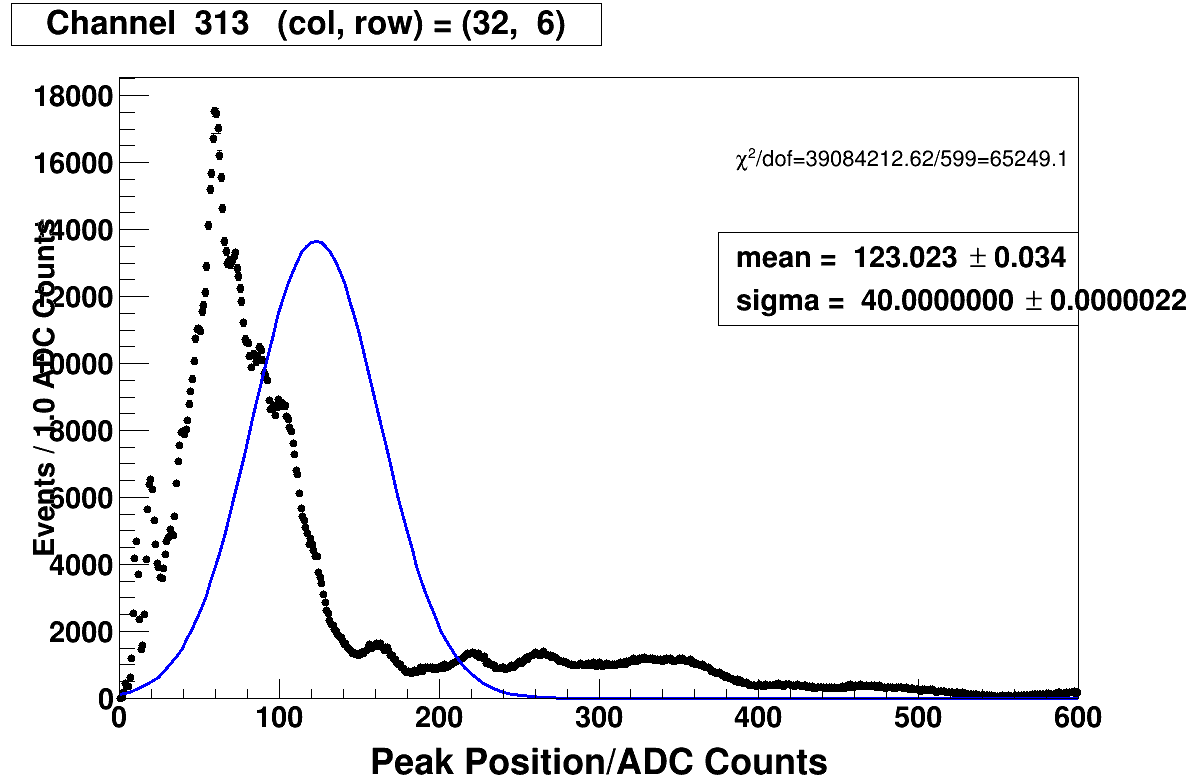 Channel  313   (col, row) = (32,  6)
18000
16000
14000
12000
10000
8000
6000
4000
2000
0
Events / 1.0 ADC Counts
χ²/dof=39084212.62/599=65249.1
mean =  123.023 ± 0.034
sigma =  40.0000000 ± 0.0000022
0 100 200 300 400 500 600
Peak Position/ADC Counts